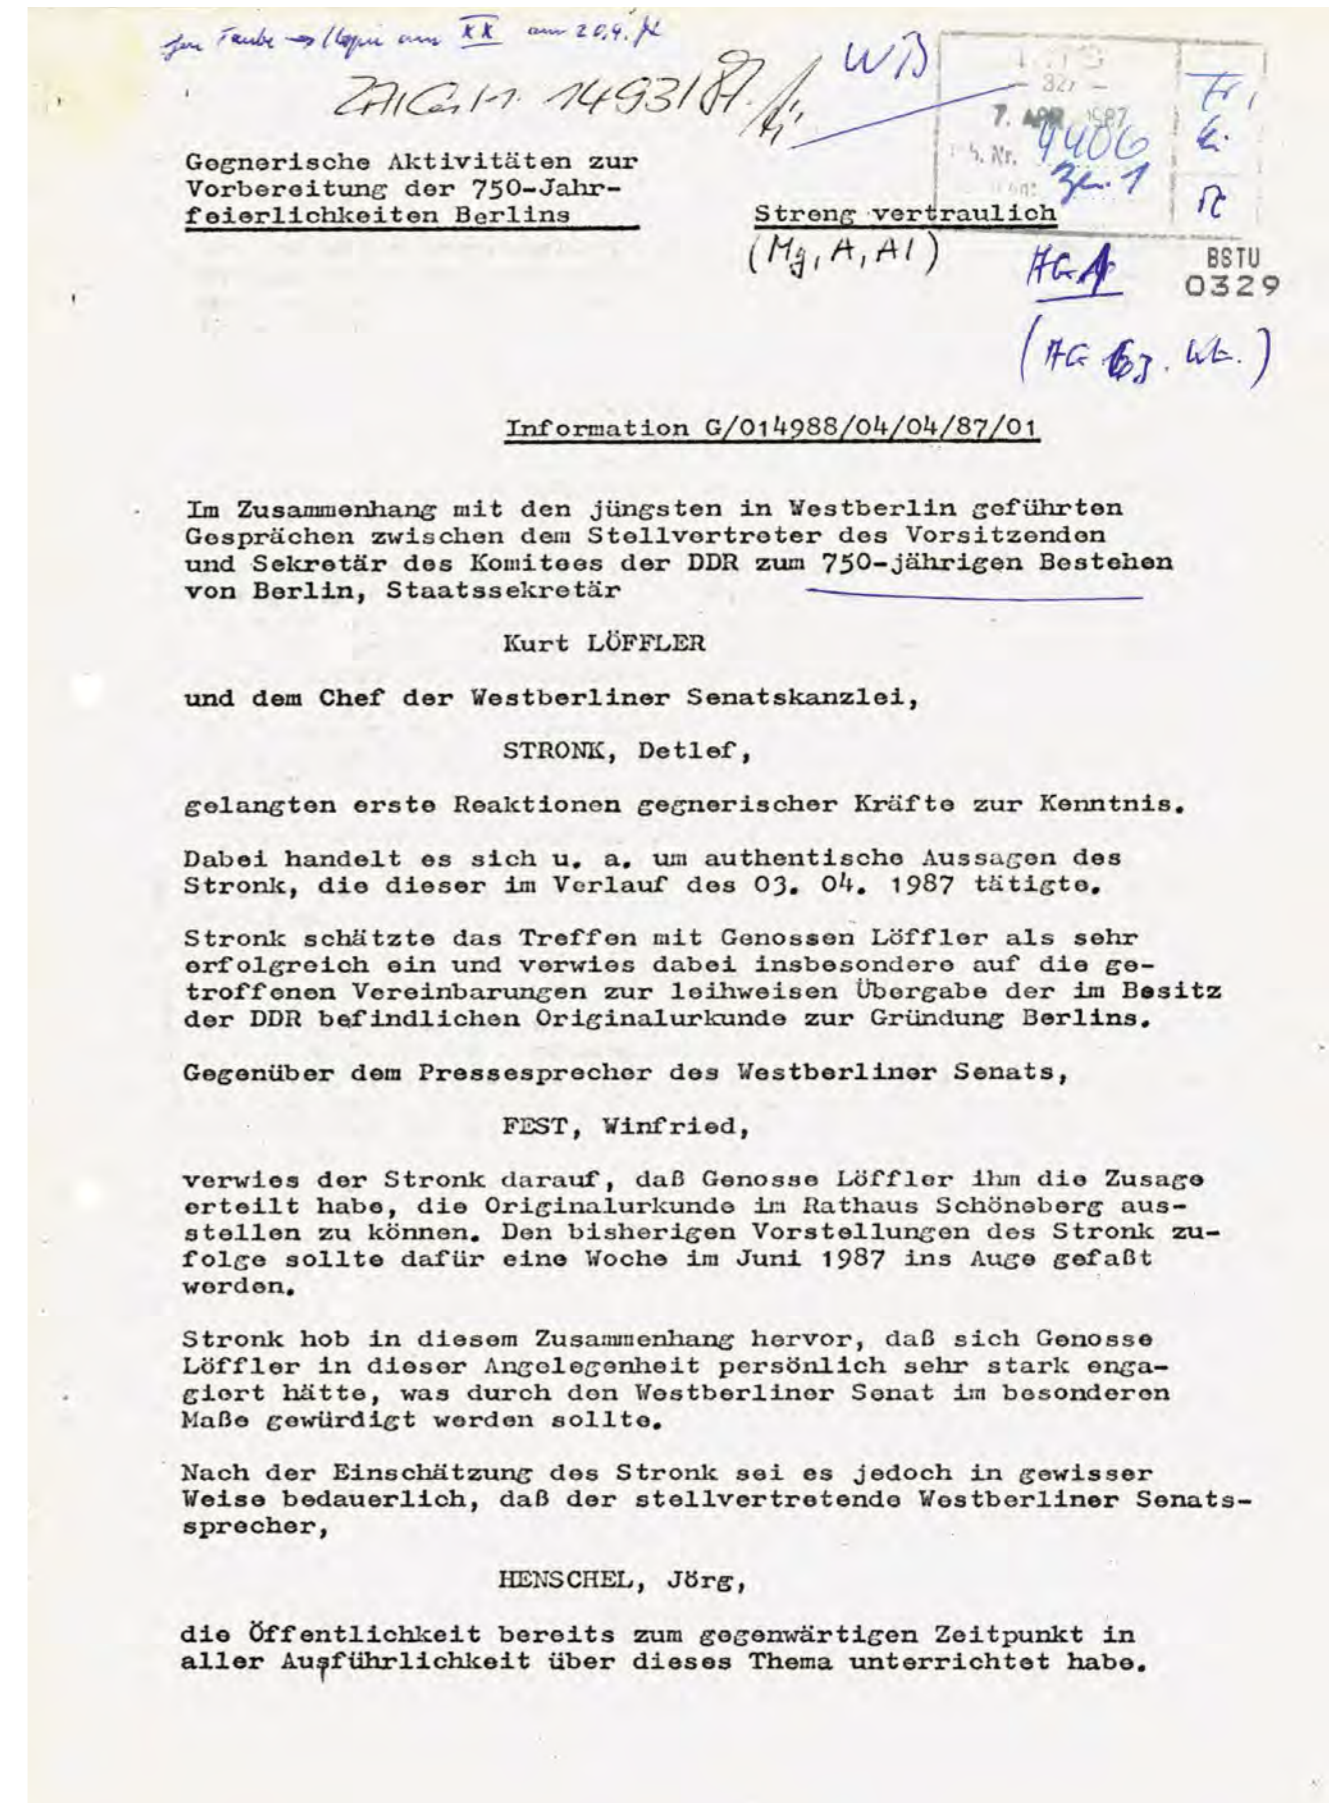 XX am 20.4.
ZAIG 1493/87
WB
7. APR 1987
4406
Gegnerische Aktivitäten zur
Vorbereitung der 750-Jahr-
feierlichkeiten Berlins
Streng vertraulich
(Mg, A, Al)
BSTU
0329
(AG
Information G/014988/04/04/87/01
Im Zusammenhang mit den jüngsten in Westberlin geführten
Gesprächen zwischen dem Stellvertreter des Vorsitzenden
und Sekretär des Komitees der DDR zum 750-jährigen Bestehen
von Berlin, Staatssekretär
Kurt LÖFFLER
und dem Chef der Westberliner Senatskanzlei,
STRONK, Detlef,
gelangten erste Reaktionen gegnerischer Kräfte zur Kenntnis.
Dabei handelt es sich u. a. um authentische Aussagen des
Stronk, die dieser im Verlauf des 03. 04. 1987 tätigte.
Stronk schätzte das Treffen mit Genossen Löffler als sehr
erfolgreich ein und verwies dabei insbesondere auf die ge-
troffenen Vereinbarungen zur leihweisen Übergabe der im Besitz
der DDR befindlichen Originalurkunde zur Gründung Berlins.
Gegenüber dem Pressesprecher des Westberliner Senats,
FEST, Winfried,
verwies der Stronk darauf, daß Genosse Löffler ihm die Zusage
erteilt habe, die Originalurkunde im Rathaus Schöneberg aus-
stellen zu können. Den bisherigen Vorstellungen des Stronk zu-
folge sollte dafür eine Woche im Juni 1987 ins Auge gefaßt
werden.
Stronk hob in diesem Zusammenhang hervor, daß sich Genosse
Löffler in dieser Angelegenheit persönlich sehr stark enga-
giert hätte, was durch den Westberliner Senat im besonderen
Maße gewürdigt werden sollte.
Nach der Einschätzung des Stronk sei es jedoch in gewisser
Weise bedauerlich, daß der stellvertretende Westberliner Senats-
sprecher,
HENSCHEL, Jörg,
die Öffentlichkeit bereits zum gegenwärtigen Zeitpunkt in
aller Ausführlichkeit über dieses Thema unterrichtet habe.